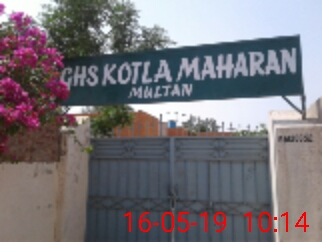 GHS KOTLA MAHARAN
MULTAN
16-05-19 10:14